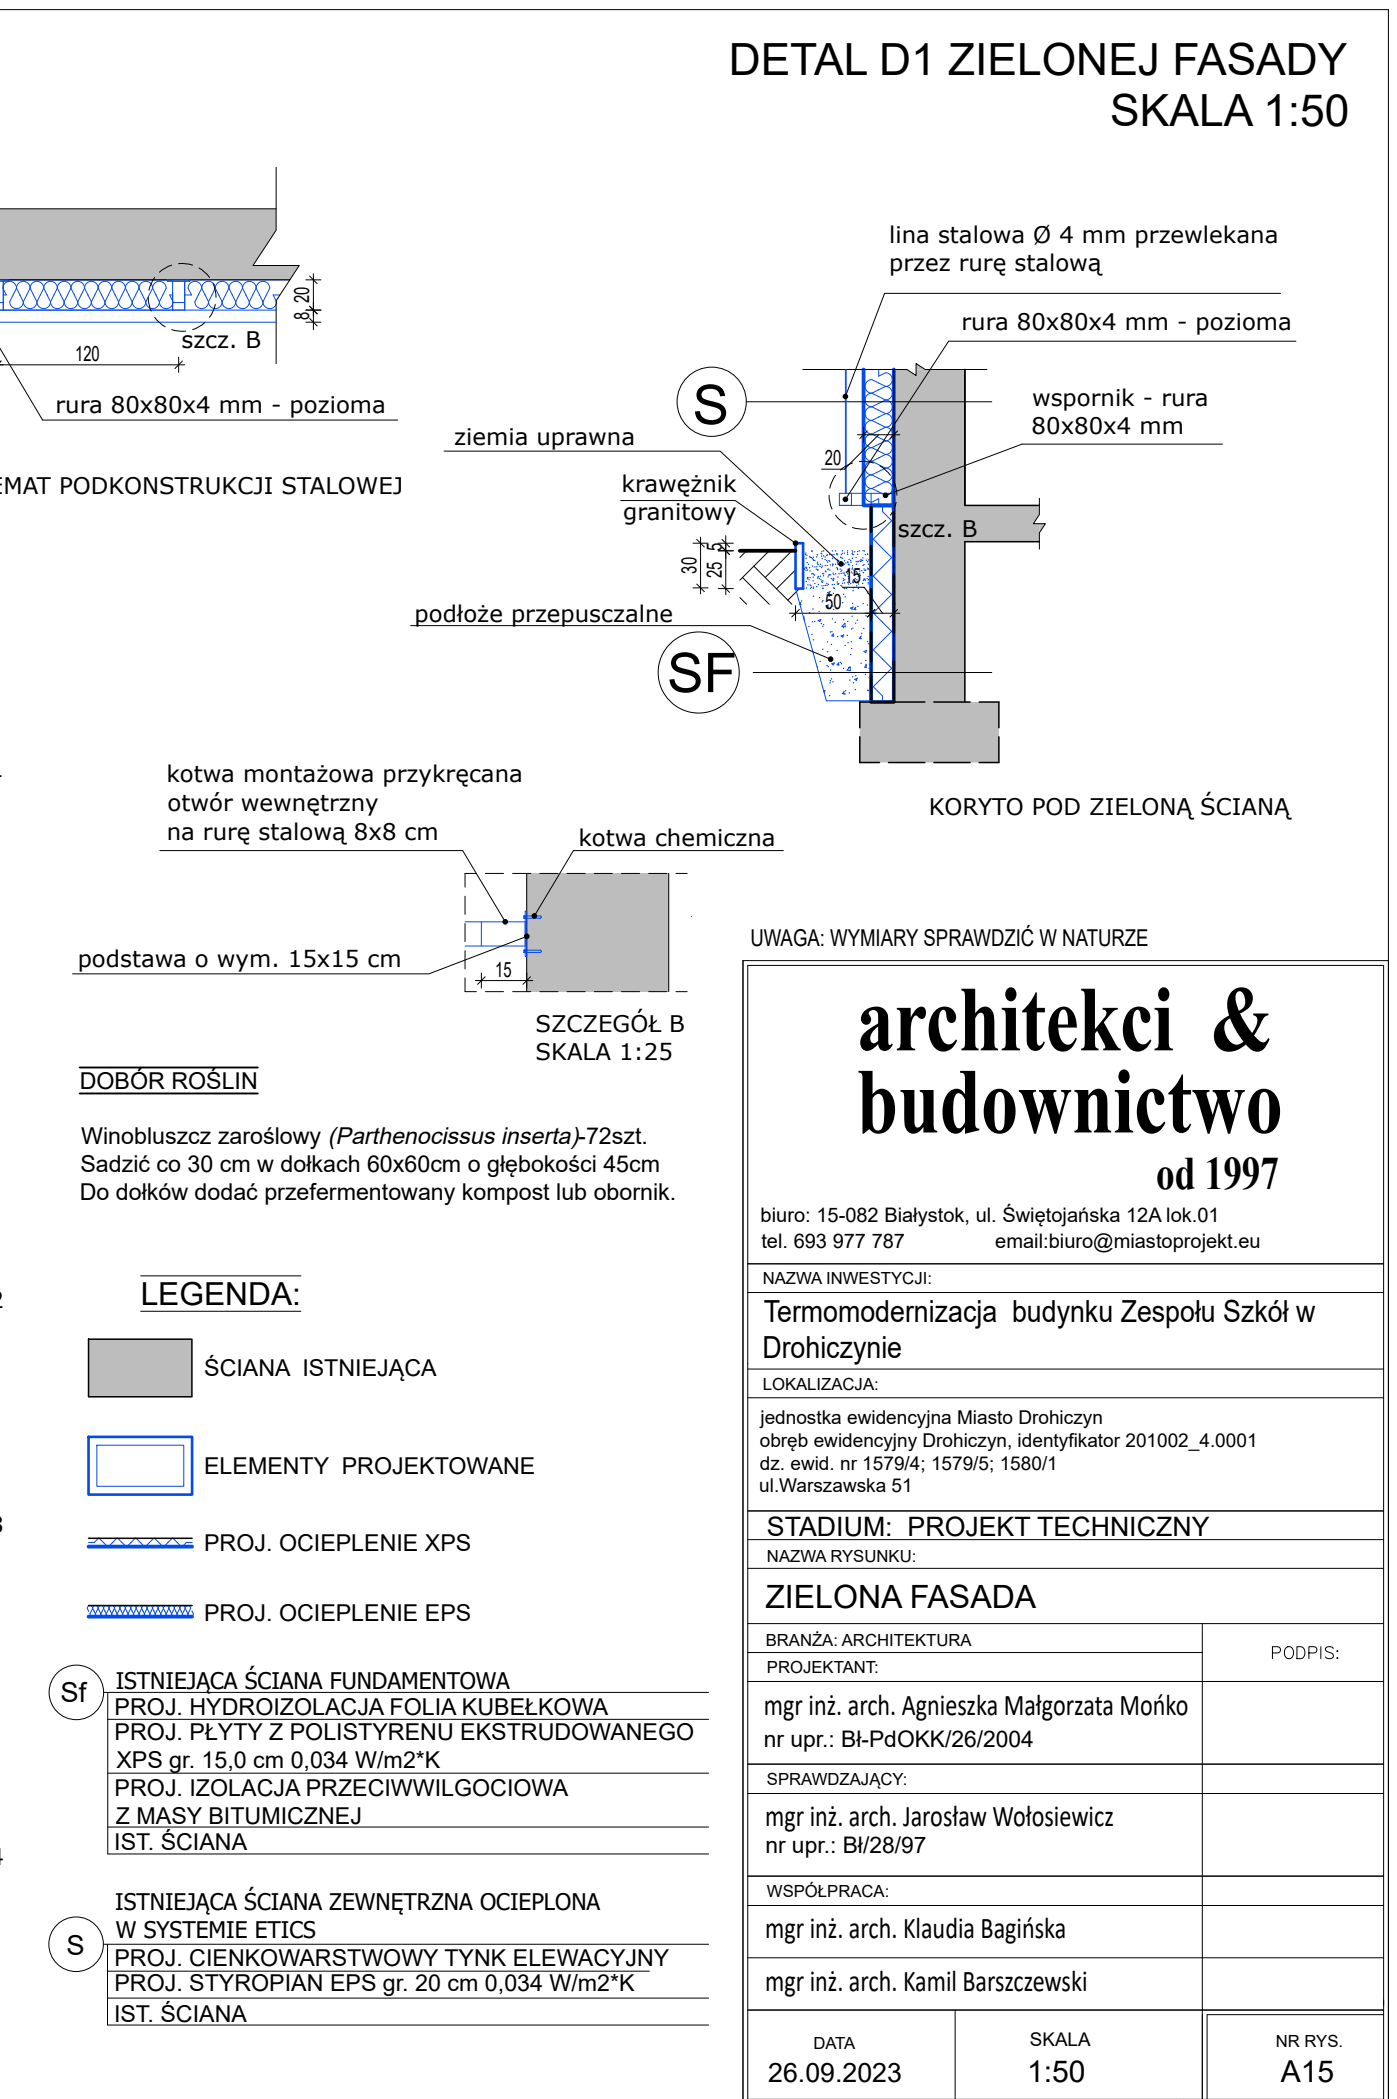 DETAL D1 ZIELONEJ FASADY
SKALA 1:50
20
8
szcz. B
120
rura 80x80x4 mm - pozioma
EMAT PODKONSTRUKCJI STALOWEJ
lina stalowa Ø 4 mm przewlekana
przez rurę stalową
rura 80x80x4 mm - pozioma
S
wspornik - rura
80x80x4 mm
ziemia uprawna
20
krawężnik
granitowy
szcz. B
30
5
25
15
50
podłoże przepusczalne
SF
KORYTO POD ZIELONĄ ŚCIANĄ
kotwa montażowa przykręcana
otwór wewnętrzny
na rurę stalową 8x8 cm
kotwa chemiczna
podstawa o wym. 15x15 cm
15
SZCZEGÓŁ B
SKALA 1:25
DOBÓR ROŚLIN
Winobluszcz zaroślowy (Parthenocissus inserta)-72szt.
Sadzić co 30 cm w dołkach 60x60cm o głębokości 45cm
Do dołków dodać przefermentowany kompost lub obornik.
LEGENDA:
ŚCIANA ISTNIEJĄCA
ELEMENTY PROJEKTOWANE
PROJ. OCIEPLENIE XPS
PROJ. OCIEPLENIE EPS
Sf
ISTNIEJĄCA ŚCIANA FUNDAMENTOWA
PROJ. HYDROIZOLACJA FOLIA KUBEŁKOWA
PROJ. PŁYTY Z POLISTYRENU EKSTRUDOWANEGO
XPS gr. 15,0 cm 0,034 W/m2*K
PROJ. IZOLACJA PRZECIWWILGOCIOWA
Z MASY BITUMICZNEJ
IST. ŚCIANA
S
ISTNIEJĄCA ŚCIANA ZEWNĘTRZNA OCIEPLONA
W SYSTEMIE ETICS
PROJ. CIENKOWARSTWOWY TYNK ELEWACYJNY
PROJ. STYROPIAN EPS gr. 20 cm 0,034 W/m2*K
IST. ŚCIANA
UWAGA: WYMIARY SPRAWDZIĆ W NATURZE
architekci &
budownictwo
od 1997
biuro: 15-082 Białystok, ul. Świętojańska 12A lok.01
tel. 693 977 787 email:biuro@miastoprojekt.eu
NAZWA INWESTYCJI:
Termomodernizacja budynku Zespołu Szkół w
Drohiczynie
LOKALIZACJA:
jednostka ewidencyjna Miasto Drohiczyn
obręb ewidencyjny Drohiczyn, identyfikator 201002_4.0001
dz. ewid. nr 1579/4; 1579/5; 1580/1
ul.Warszawska 51
STADIUM: PROJEKT TECHNICZNY
NAZWA RYSUNKU:
ZIELONA FASADA
BRANŻA: ARCHITEKTURA
PODPIS:
PROJEKTANT:
mgr inż. arch. Agnieszka Małgorzata Mońko
nr upr.: Bł-PdOKK/26/2004
SPRAWDZAJĄCY:
mgr inż. arch. Jarosław Wołosiewicz
nr upr.: Bł/28/97
WSPÓŁPRACA:
mgr inż. arch. Klaudia Bagińska
mgr inż. arch. Kamil Barszczewski
DATA
26.09.2023
SKALA
1:50
NR RYS.
A15